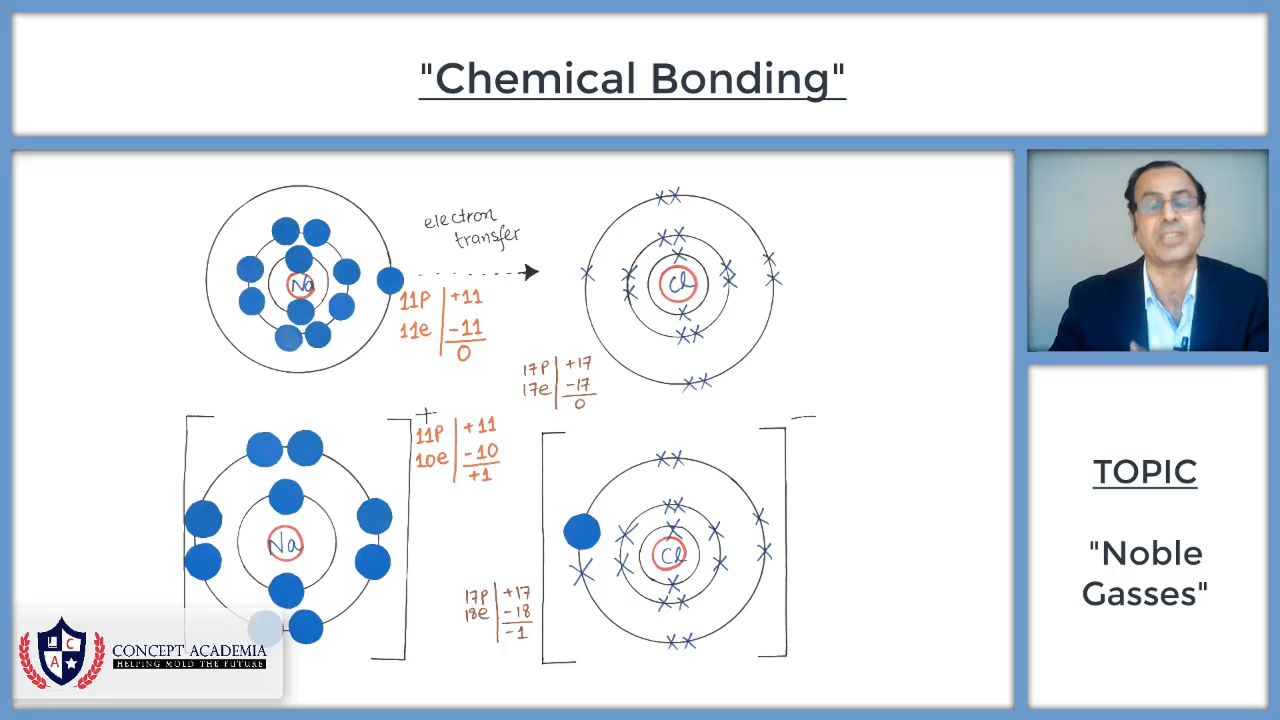 "Chemical Bonding"
electron
transfer
Na
Cl
11P | +11
11e | -11
0
17P | +17
17e | -17
0
+
11P | +11
10e | -10
+1
—
Na
Cl
17P | +17
18e | -18
-1
TOPIC
"Noble
Gasses"
C
A
CONCEPT ACADEMIA
HELPING MOLD THE FUTURE